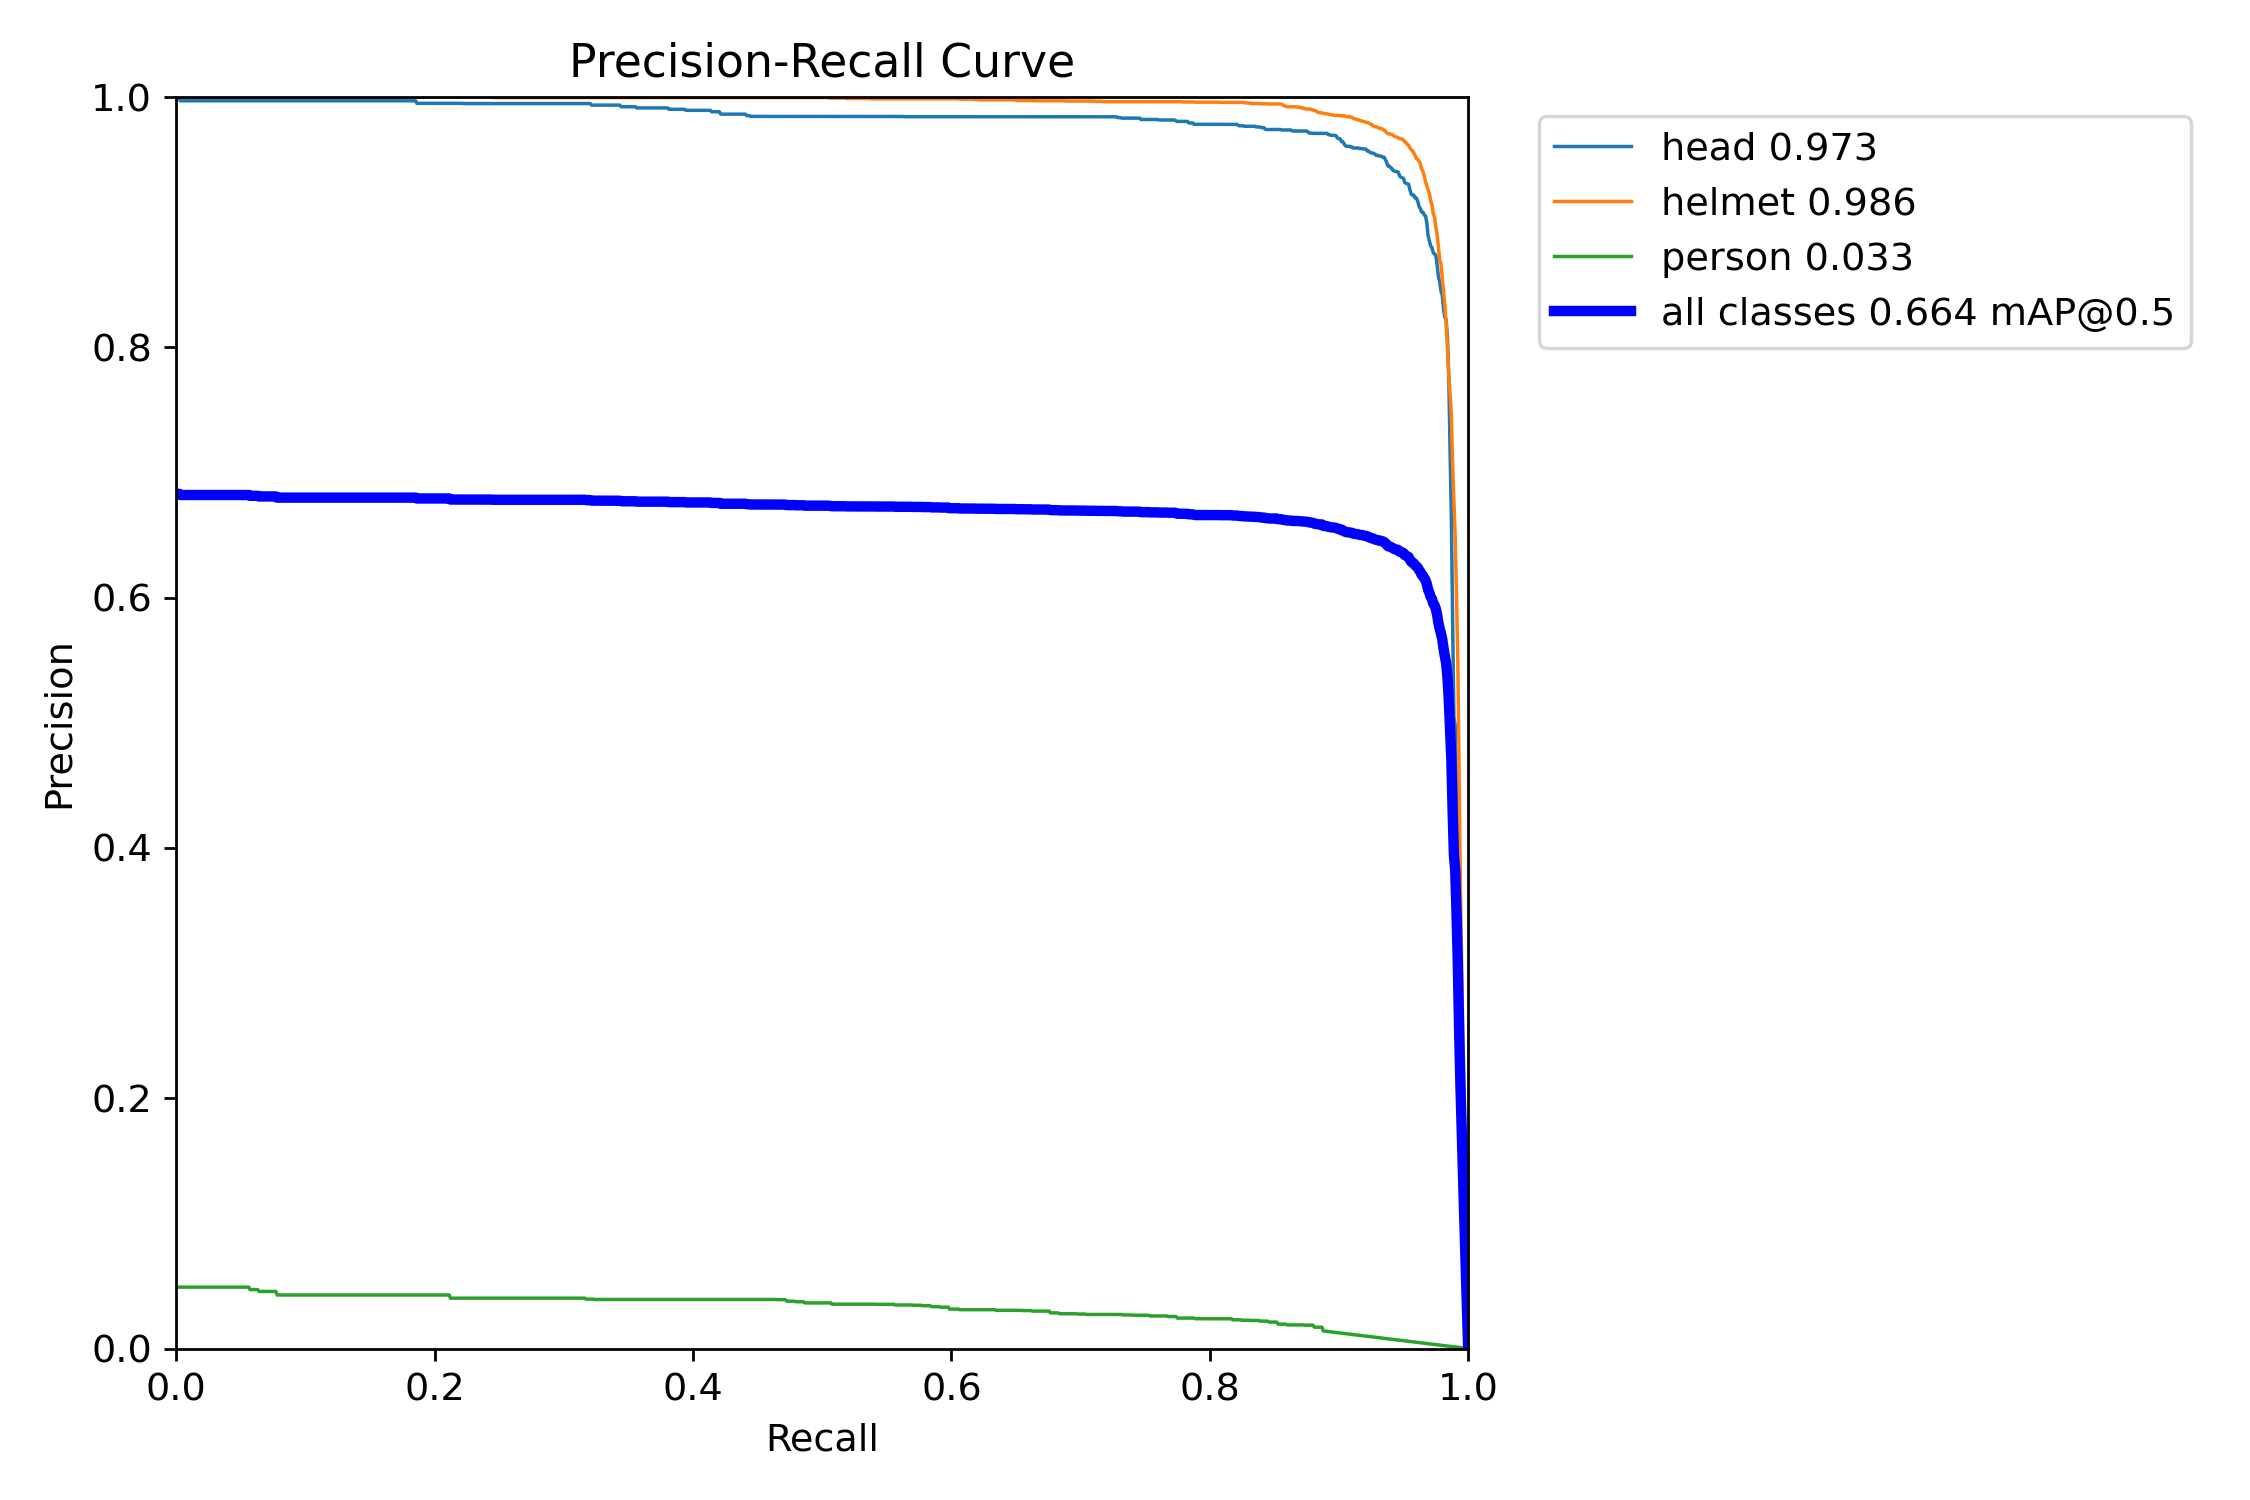 Precision-Recall Curve
1.0
0.8
0.6
0.4
0.2
0.0
Precision
0.0 0.2 0.4 0.6 0.8 1.0
Recall
head 0.973
helmet 0.986
person 0.033
all classes 0.664 mAP@0.5